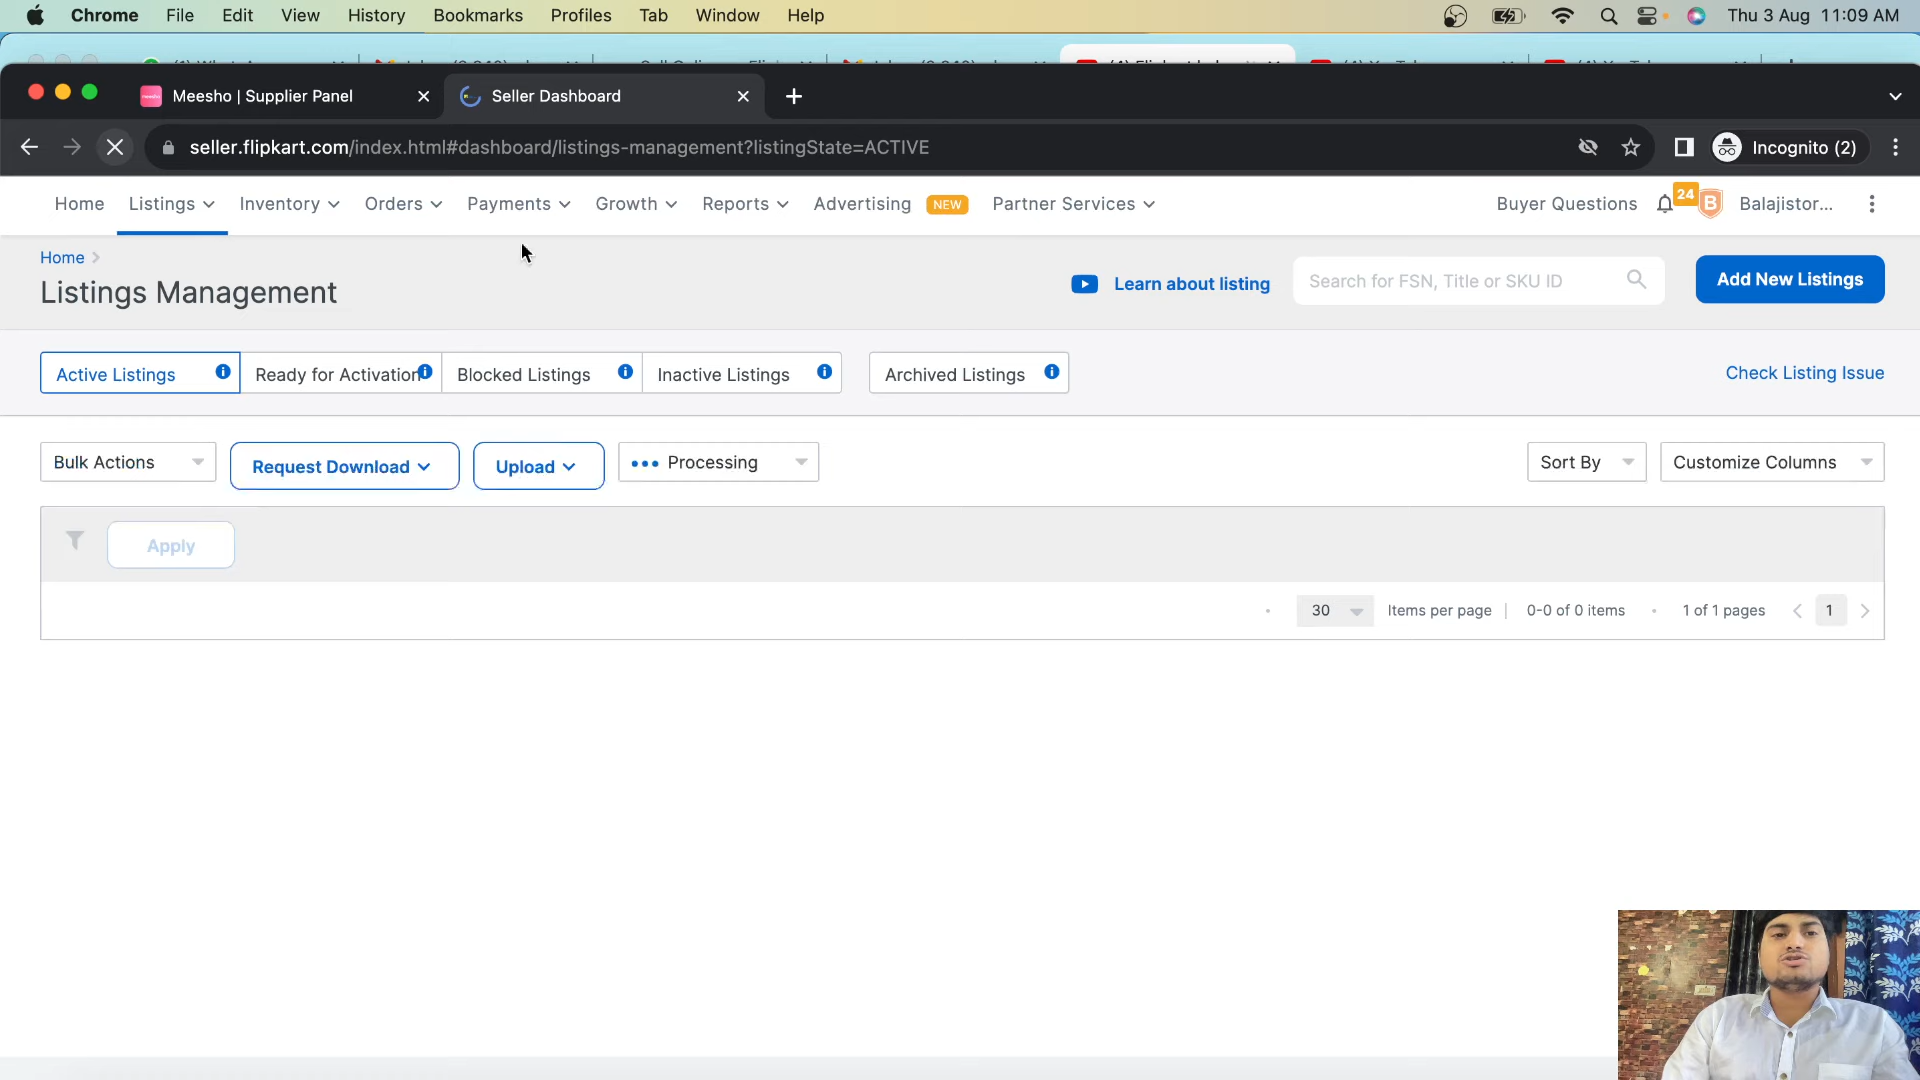 Chrome File Edit View History Bookmarks Profiles Tab Window Help Thu 3 Aug 11:09 AM
Meesho | Supplier Panel Seller Dashboard
seller.flipkart.com/index.html#dashboard/listings-management?listingState=ACTIVE Incognito (2)
Home Listings Inventory Orders Payments Growth Reports Advertising NEW Partner Services Buyer Questions 24 B Balajistor...
Home
Listings Management Learn about listing Search for FSN, Title or SKU ID Add New Listings
Active Listings Ready for Activation Blocked Listings Inactive Listings Archived Listings Check Listing Issue
Bulk Actions Request Download Upload Processing Sort By Customize Columns
Apply
30 Items per page | 0-0 of 0 items 1 of 1 pages 1